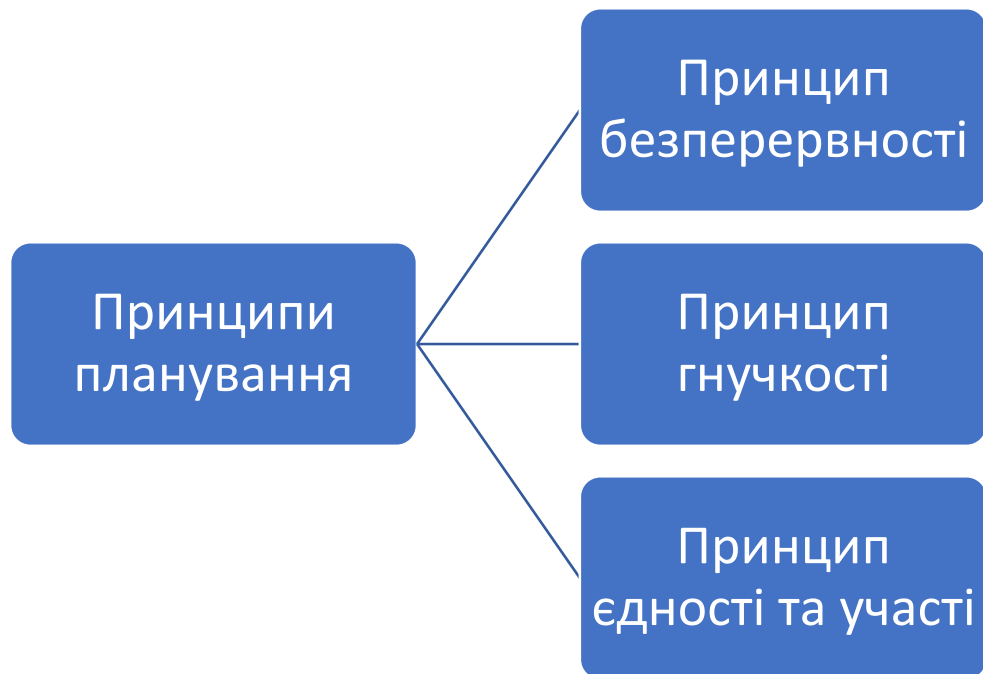 Принципи
планування
Принцип
безперервності
Принцип
гнучкості
Принцип
єдності та участі